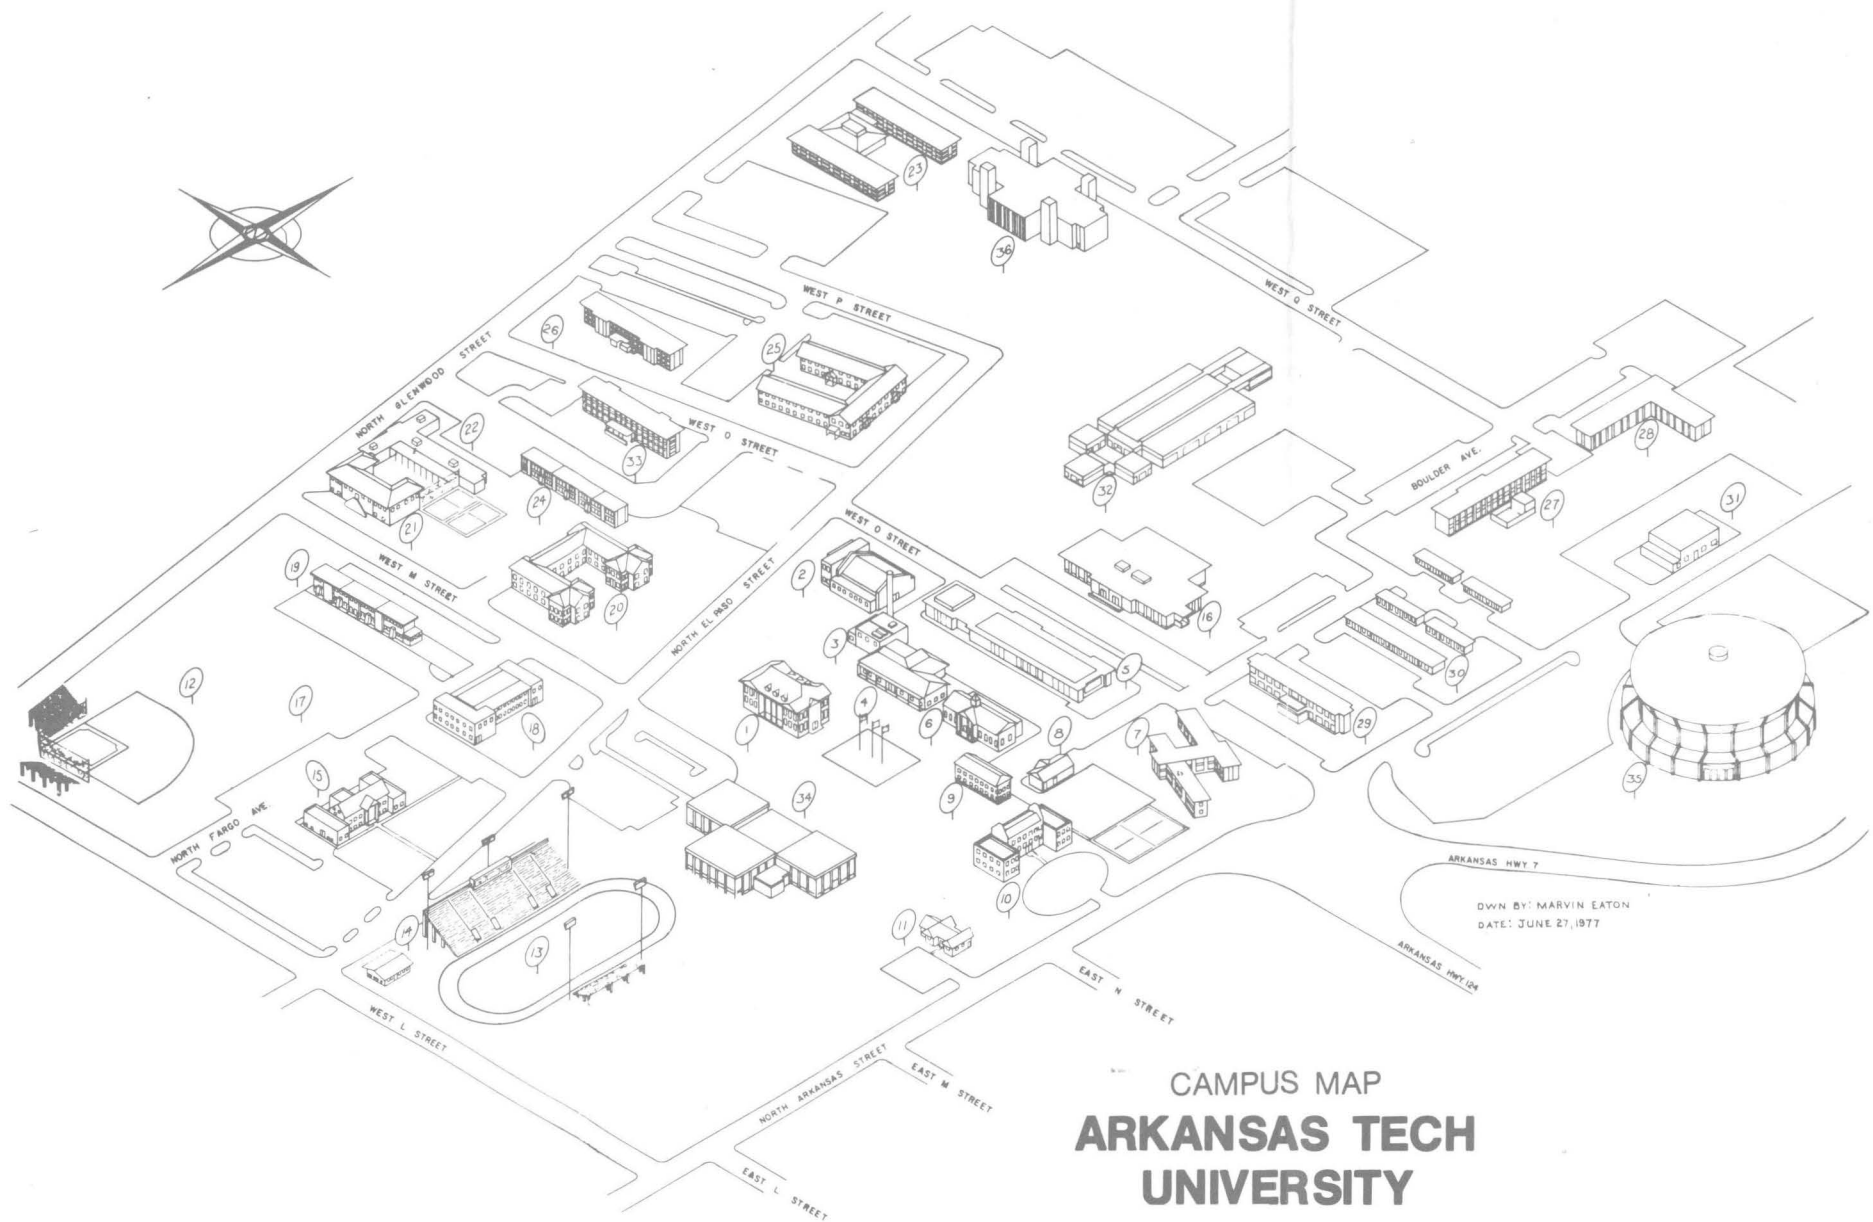 23
36
WEST Q STREET
WEST P STREET
26
25
NORTH GLENWOOD STREET
22
33
WEST O STREET
24
21
32
BOULDER AVE.
28
27
31
19
WEST M STREET
20
NORTH EL PASO STREET
WEST O STREET
2
3
16
5
30
29
35
12
17
18
1
4
6
8
7
9
15
34
10
NORTH FARGO AVE.
14
13
11
ARKANSAS HWY 7
DWN BY: MARVIN EATON
DATE: JUNE 27, 1977
ARKANSAS HWY 124
EAST N STREET
WEST L STREET
NORTH ARKANSAS STREET
EAST M STREET
EAST L STREET
CAMPUS MAP
ARKANSAS TECH
UNIVERSITY